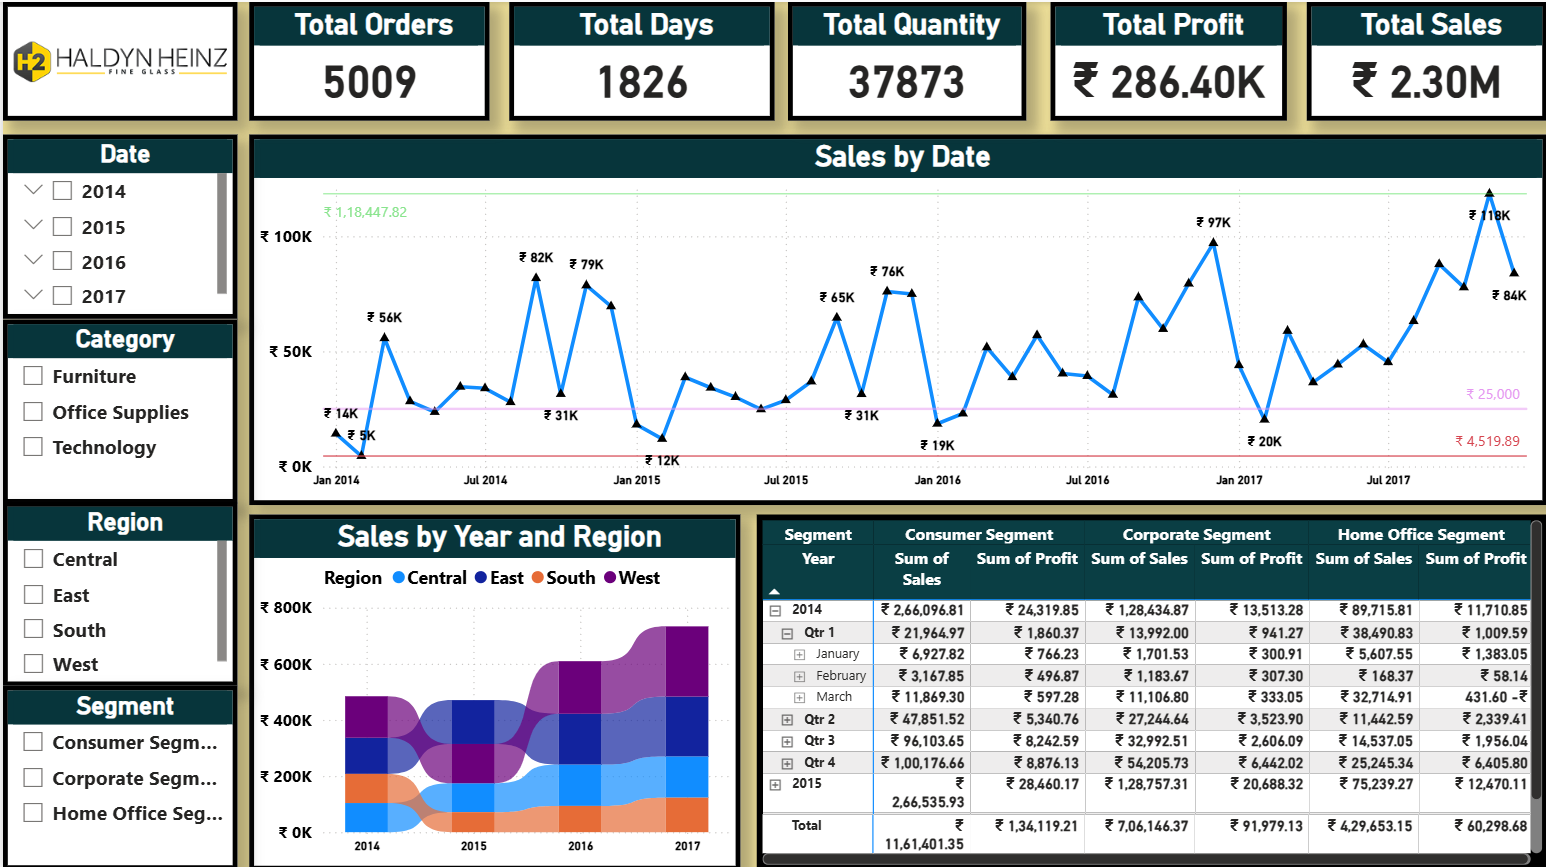 H2 HALDYN HEINZ
FINE GLASS
Total Orders
5009
Total Days
1826
Total Quantity
37873
Total Profit
₹ 286.40K
Total Sales
₹ 2.30M
Date
2014
2015
2016
2017
Category
Furniture
Office Supplies
Technology
Region
Central
East
South
West
Segment
Consumer Segm...
Corporate Segm...
Home Office Seg...
Sales by Date
₹ 1,18,447.82
₹ 118K
₹ 100K
₹ 97K
₹ 82K
₹ 79K
₹ 76K
₹ 84K
₹ 65K
₹ 56K
₹ 50K
₹ 25,000
₹ 14K
₹ 5K
₹ 31K
₹ 31K
₹ 12K
₹ 19K
₹ 20K
₹ 4,519.89
₹ 0K
Jan 2014 Jul 2014 Jan 2015 Jul 2015 Jan 2016 Jul 2016 Jan 2017 Jul 2017
Sales by Year and Region
Region Central East South West
₹ 800K
₹ 600K
₹ 400K
₹ 200K
₹ 0K
2014 2015 2016 2017
Segment Consumer Segment Corporate Segment Home Office Segment
Year Sum of Sales Sum of Profit Sum of Sales Sum of Profit Sum of Sales Sum of Profit
2014 ₹ 2,66,096.81 ₹ 24,319.85 ₹ 1,28,434.87 ₹ 13,513.28 ₹ 89,715.81 ₹ 11,710.85
Qtr 1 ₹ 21,964.97 ₹ 1,860.37 ₹ 13,992.00 ₹ 941.27 ₹ 38,490.83 ₹ 1,009.59
January ₹ 6,927.82 ₹ 766.23 ₹ 1,701.53 ₹ 300.91 ₹ 5,607.55 ₹ 1,383.05
February ₹ 3,167.85 ₹ 496.87 ₹ 1,183.67 ₹ 307.30 ₹ 168.37 ₹ 58.14
March ₹ 11,869.30 ₹ 597.28 ₹ 11,106.80 ₹ 333.05 ₹ 32,714.91 431.60 -₹
Qtr 2 ₹ 47,851.52 ₹ 5,340.76 ₹ 27,244.64 ₹ 3,523.90 ₹ 11,442.59 ₹ 2,339.41
Qtr 3 ₹ 96,103.65 ₹ 8,242.59 ₹ 32,992.51 ₹ 2,606.09 ₹ 14,537.05 ₹ 1,956.04
Qtr 4 ₹ 1,00,176.66 ₹ 8,876.13 ₹ 54,205.73 ₹ 6,442.02 ₹ 25,245.34 ₹ 6,405.80
2015 ₹ 2,66,535.93 ₹ 28,460.17 ₹ 1,28,757.31 ₹ 20,688.32 ₹ 75,239.27 ₹ 12,470.11
Total ₹ 11,61,401.35 ₹ 1,34,119.21 ₹ 7,06,146.37 ₹ 91,979.13 ₹ 4,29,653.15 ₹ 60,298.68